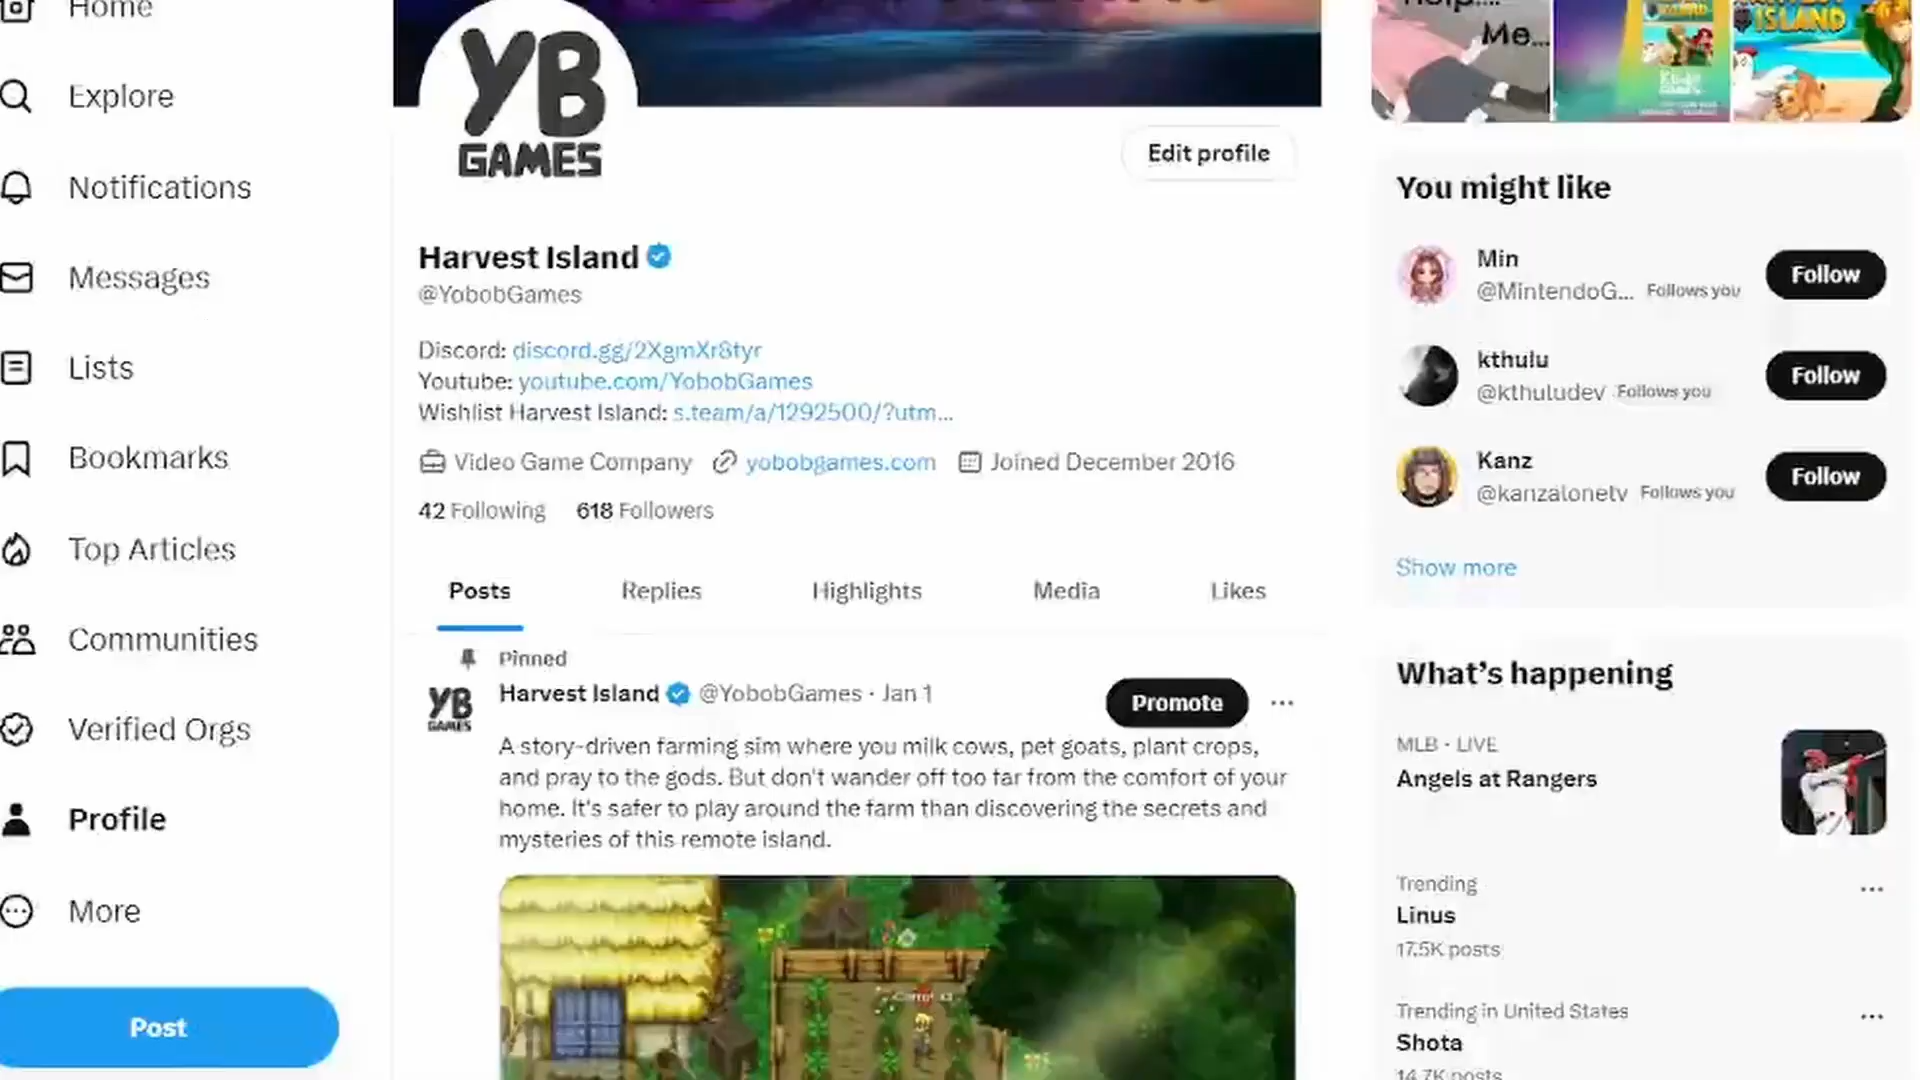 Home
Explore
Notifications
Messages
Lists
Bookmarks
Top Articles
Communities
Verified Orgs
Profile
More
Post
YB
GAMES
Edit profile
Harvest Island
@YobobGames
Discord: discord.gg/2XgmXr8tyr
Youtube: youtube.com/YobobGames
Wishlist Harvest Island: s.team/a/1292500/?utm...
Video Game Company yobobgames.com Joined December 2016
42 Following 618 Followers
Posts Replies Highlights Media Likes
Pinned
YB
GAMES
Harvest Island @YobobGames · Jan 1
Promote
A story-driven farming sim where you milk cows, pet goats, plant crops,
and pray to the gods. But don't wander off too far from the comfort of your
home. It's safer to play around the farm than discovering the secrets and
mysteries of this remote island.
Me...
ISLAND
You might like
Min
@MintendoG... Follows you
Follow
kthulu
@kthuludev Follows you
Follow
Kanz
@kanzalonetv Follows you
Follow
Show more
What's happening
MLB · LIVE
Angels at Rangers
Trending
Linus
17.5K posts
Trending in United States
Shota
14.7K posts